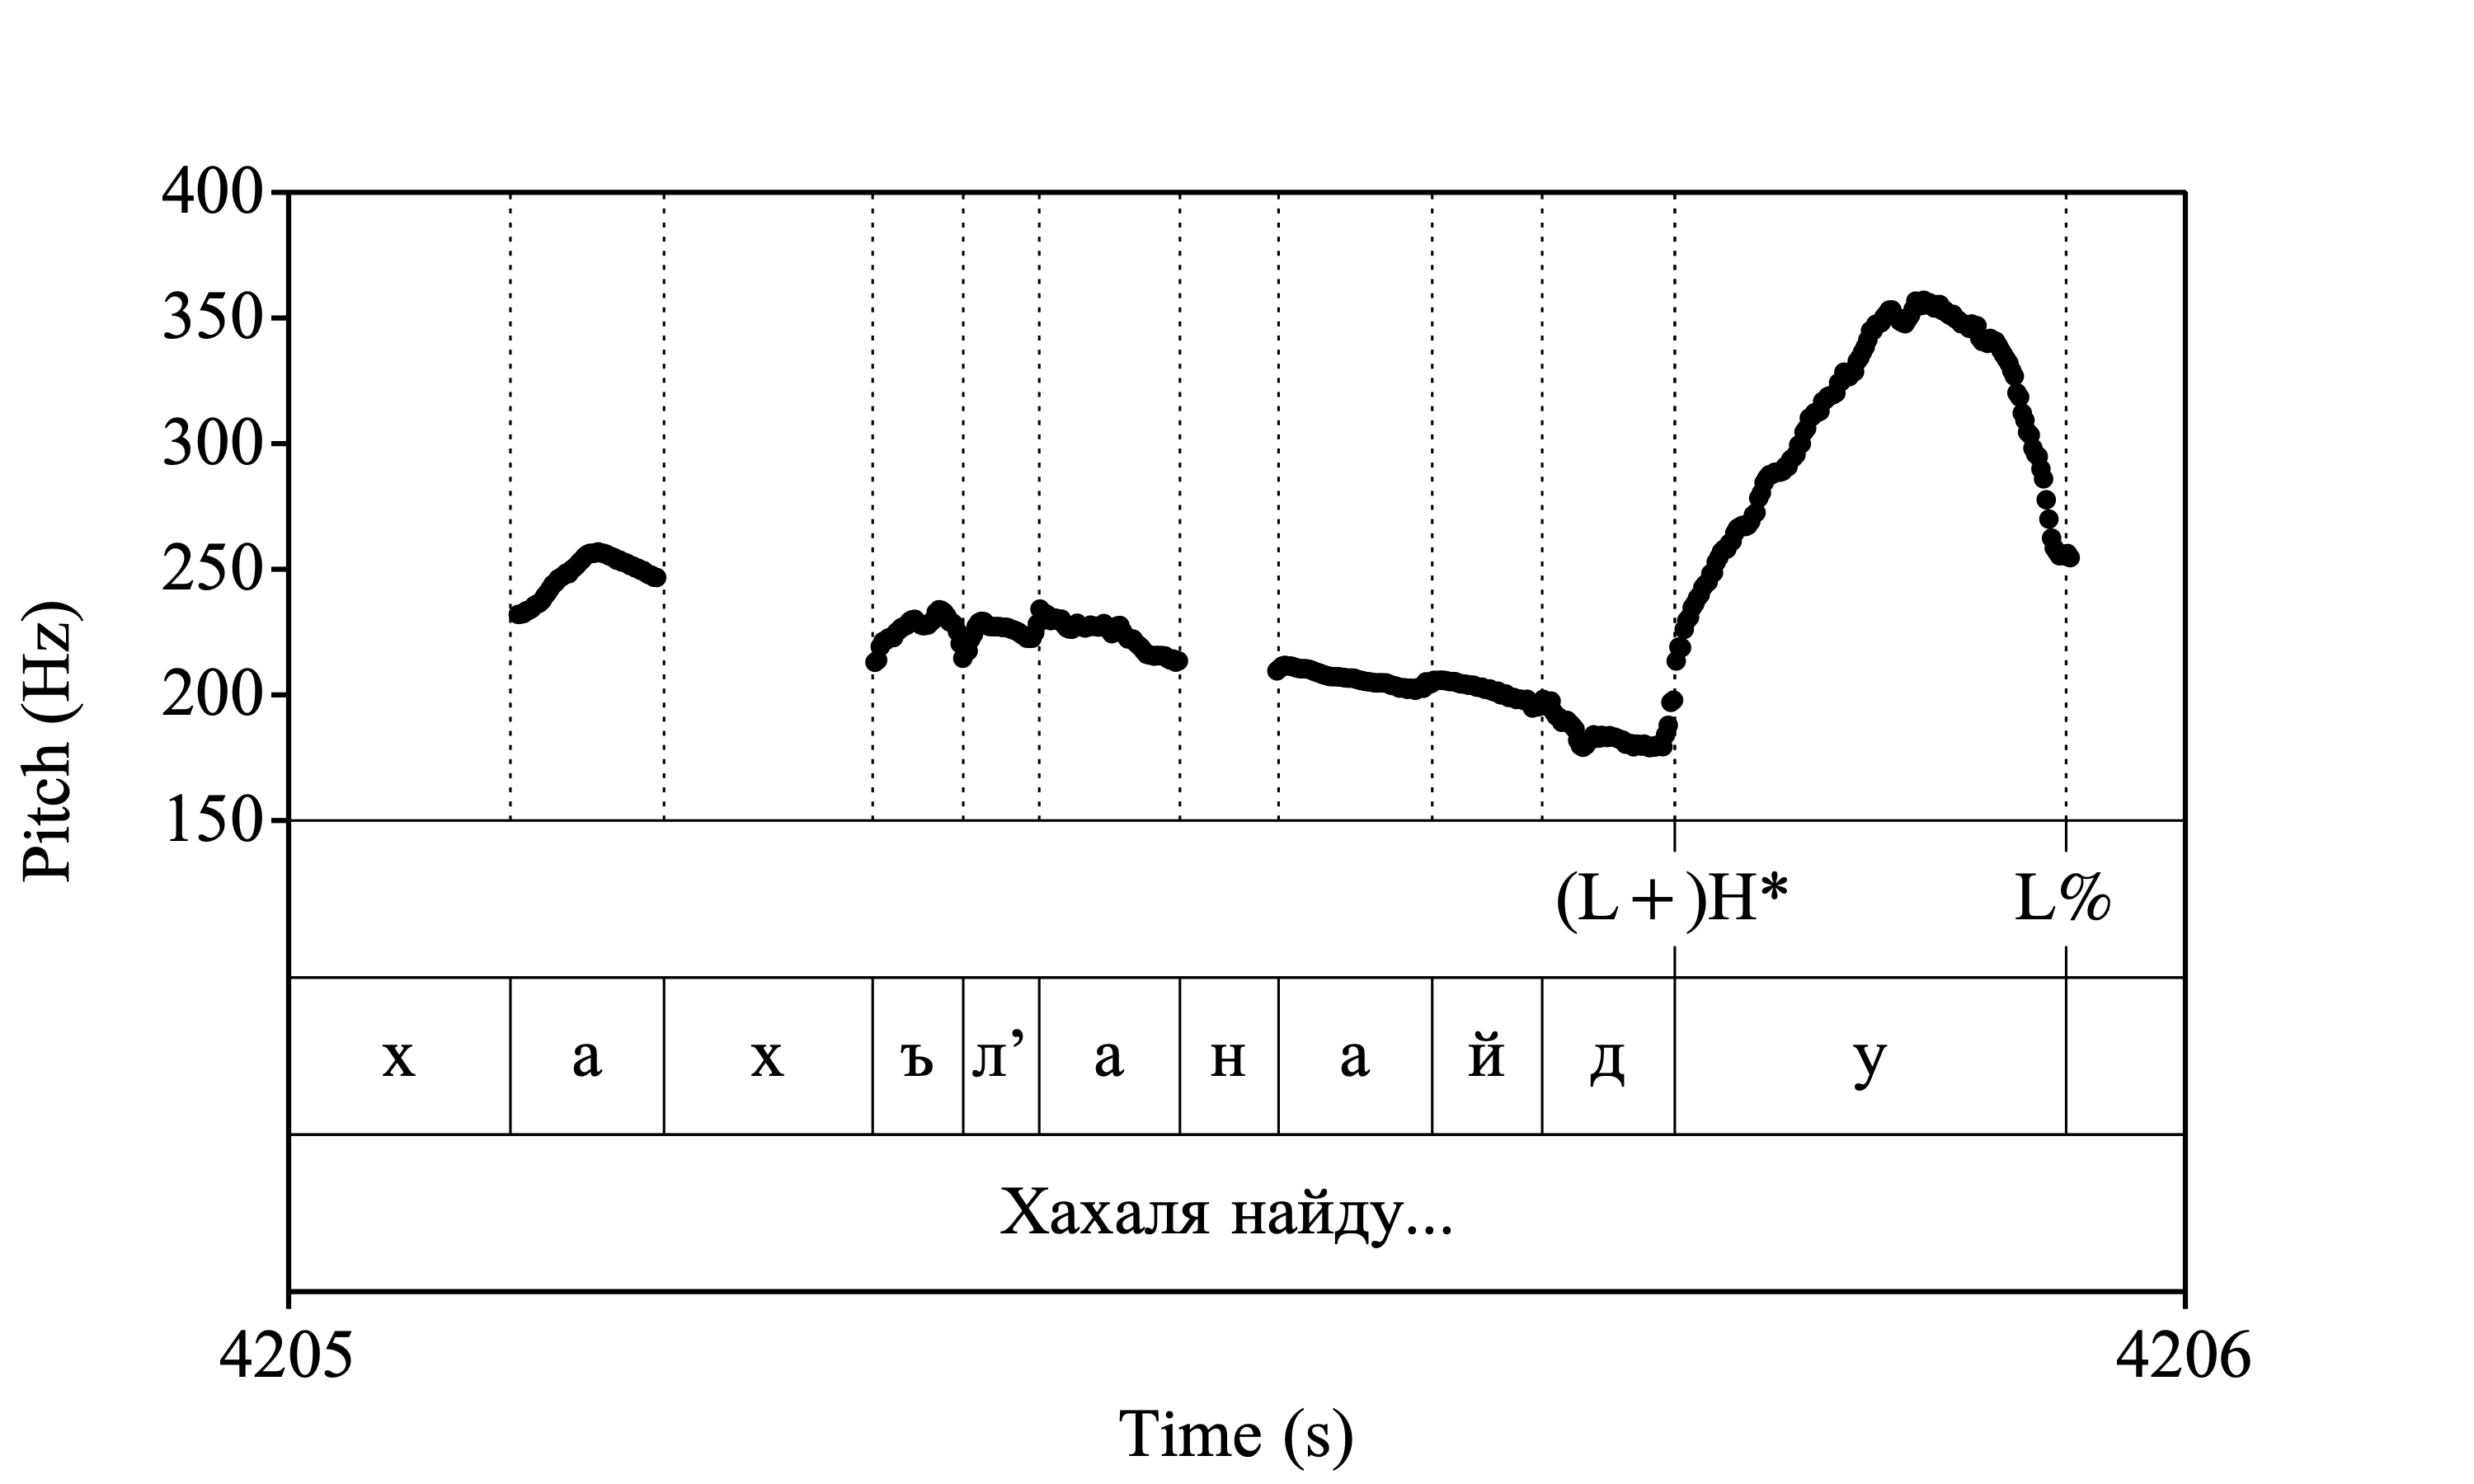 400
350
300
250
200
150
Pitch (Hz)
(L+)H* L%
х а х ъ л’ а н а й д у
Хахаля найду...
4205 4206
Time (s)